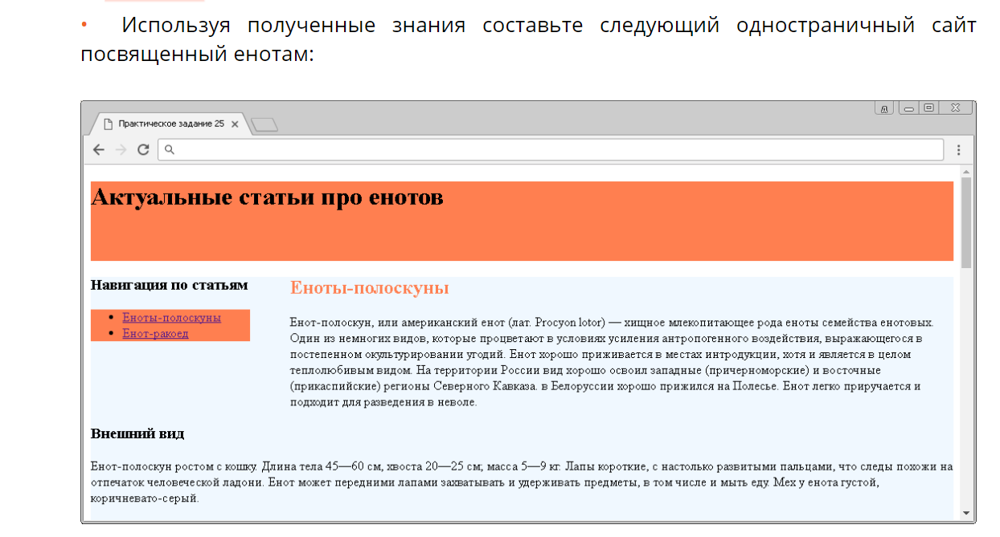 • Используя полученные знания составьте следующий одностраничный сайт
посвященный енотам:
Практическое задание 25
Актуальные статьи про енотов
Навигация по статьям
• Еноты-полоскуны
• Енот-ракоед
Еноты-полоскуны
Енот-полоскун, или американский енот (лат. Procyon lotor) — хищное млекопитающее рода еноты семейства енотовых.
Один из немногих видов, которые процветают в условиях усиления антропогенного воздействия, выражающегося в
постепенном окультурировании угодий. Енот хорошо приживается в местах интродукции, хотя и является в целом
теплолюбивым видом. На территории России вид хорошо освоил западные (причерноморские) и восточные
(прикаспийские) регионы Северного Кавказа. в Белоруссии хорошо прижился на Полесье. Енот легко приручается и
подходит для разведения в неволе.
Внешний вид
Енот-полоскун ростом с кошку. Длина тела 45—60 см, хвоста 20—25 см; масса 5—9 кг. Лапы короткие, с настолько развитыми пальцами, что следы похожи на
отпечаток человеческой ладони. Енот может передними лапами захватывать и удерживать предметы, в том числе и мыть еду. Мех у енота густой,
коричневато-серый.